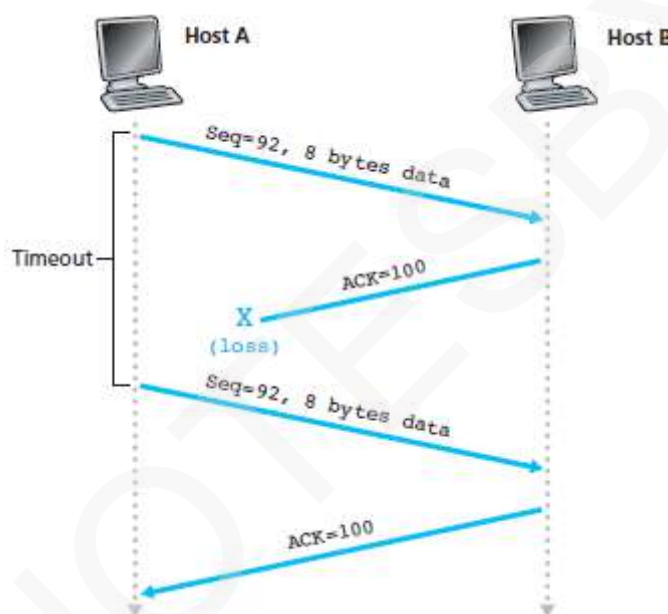 Host A
Host B
Seq=92, 8 bytes data
Timeout
ACK=100
X
(loss)
Seq=92, 8 bytes data
ACK=100